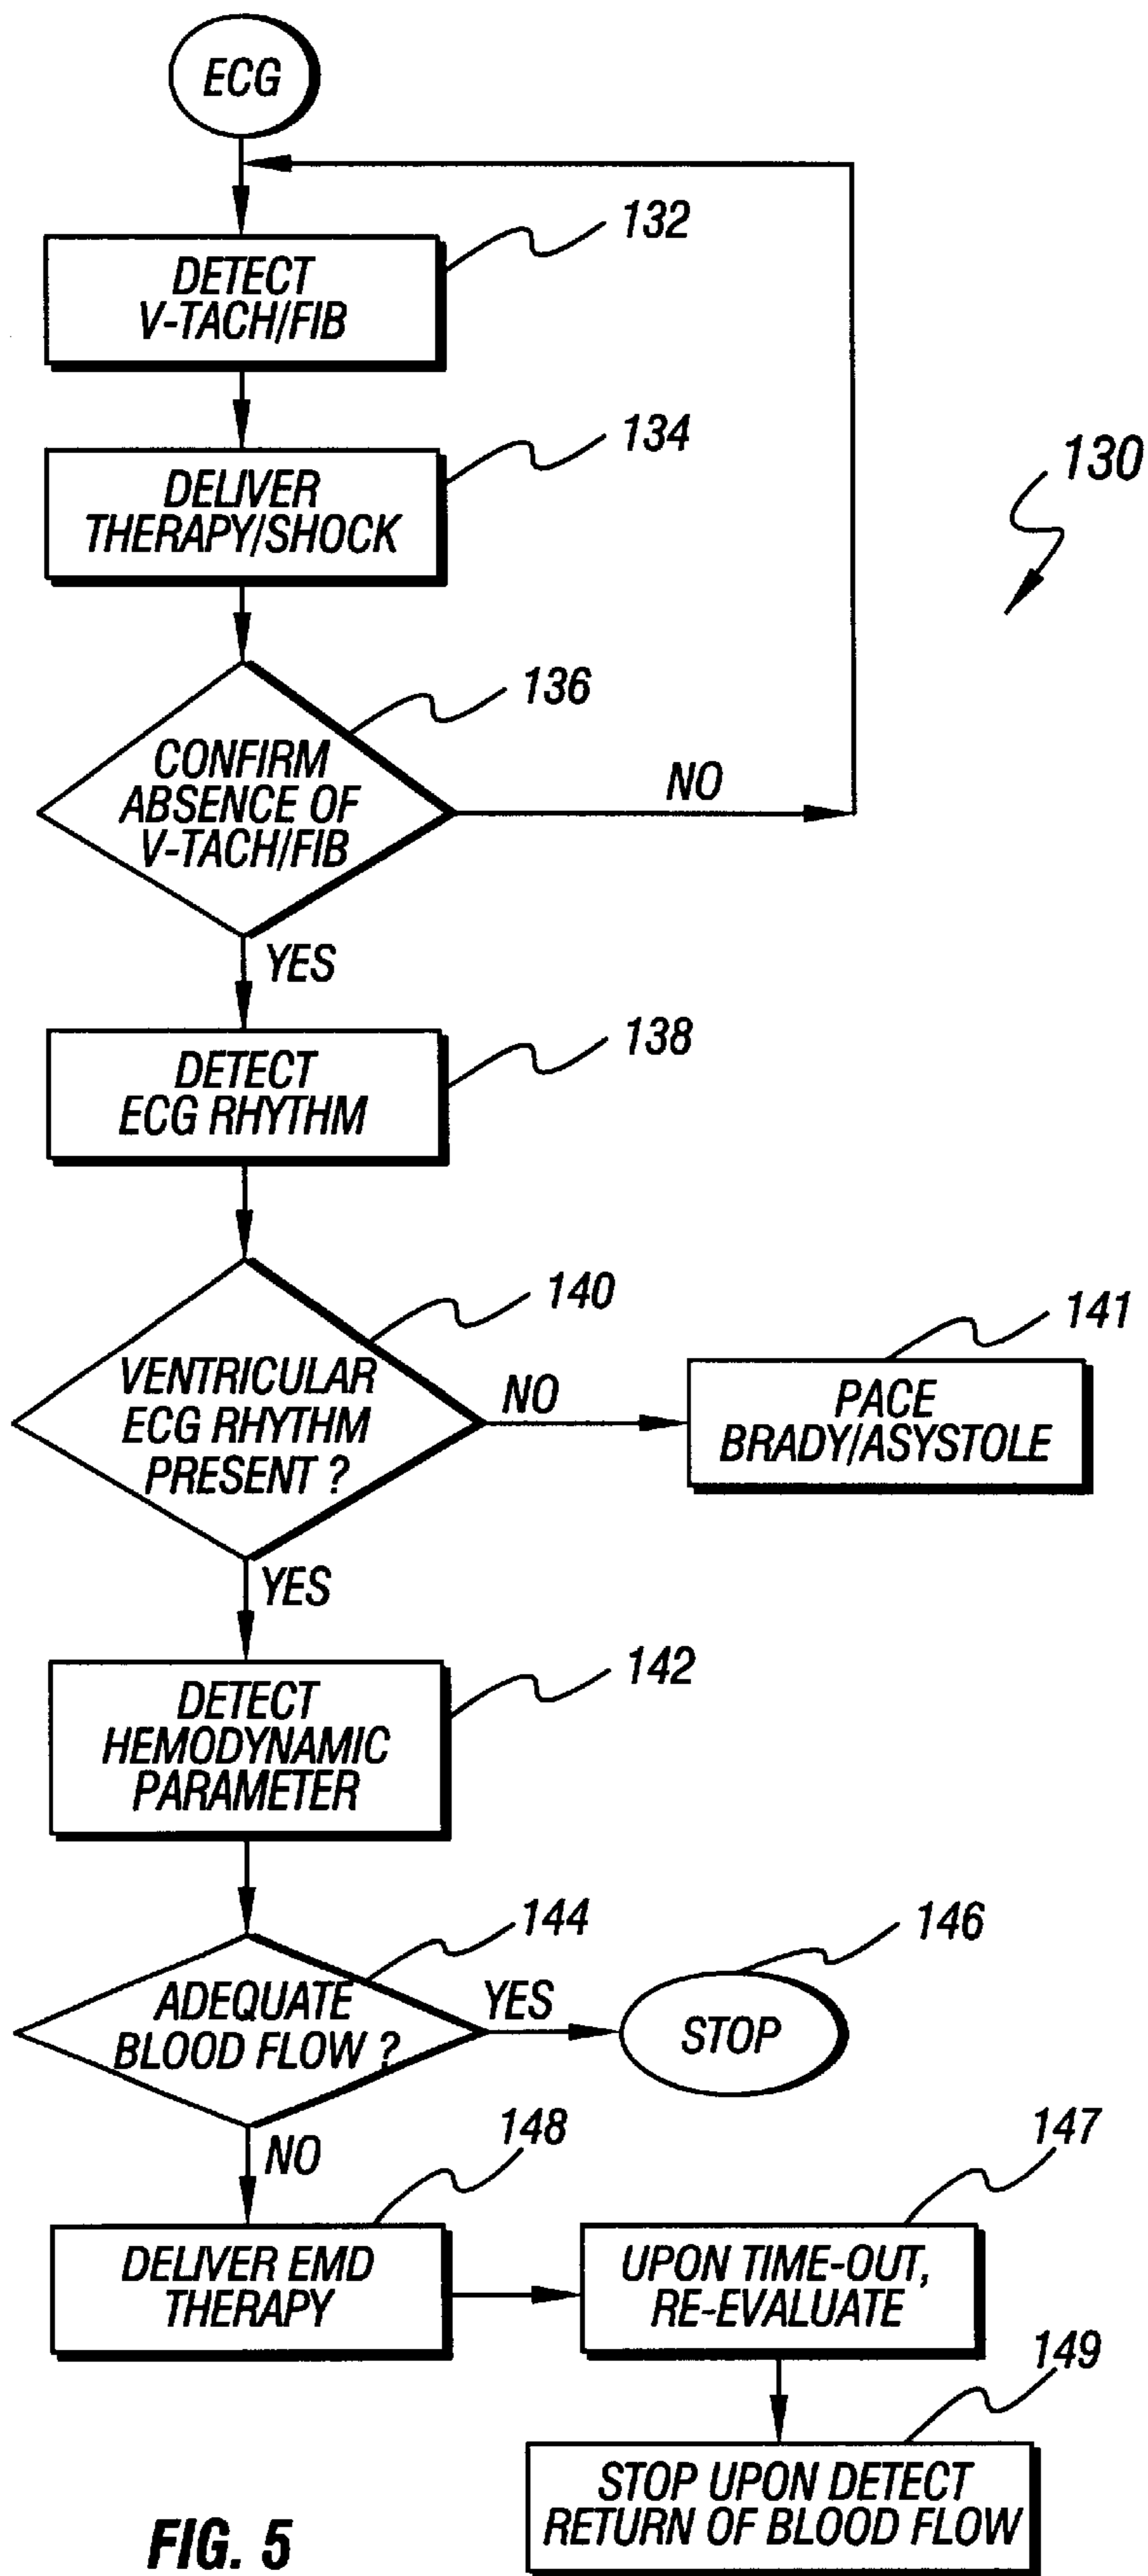 ECG
132
DETECT
V-TACH/FIB
134
DELIVER
THERAPY/SHOCK
130
136
CONFIRM
ABSENCE OF
V-TACH/FIB
NO
YES
138
DETECT
ECG RHYTHM
140
VENTRICULAR
ECG RHYTHM
PRESENT ?
NO
141
PACE
BRADY/ASYSTOLE
YES
142
DETECT
HEMODYNAMIC
PARAMETER
144
ADEQUATE
BLOOD FLOW ?
YES
146
STOP
NO
148
DELIVER EMD
THERAPY
147
UPON TIME-OUT,
RE-EVALUATE
149
STOP UPON DETECT
RETURN OF BLOOD FLOW
FIG. 5